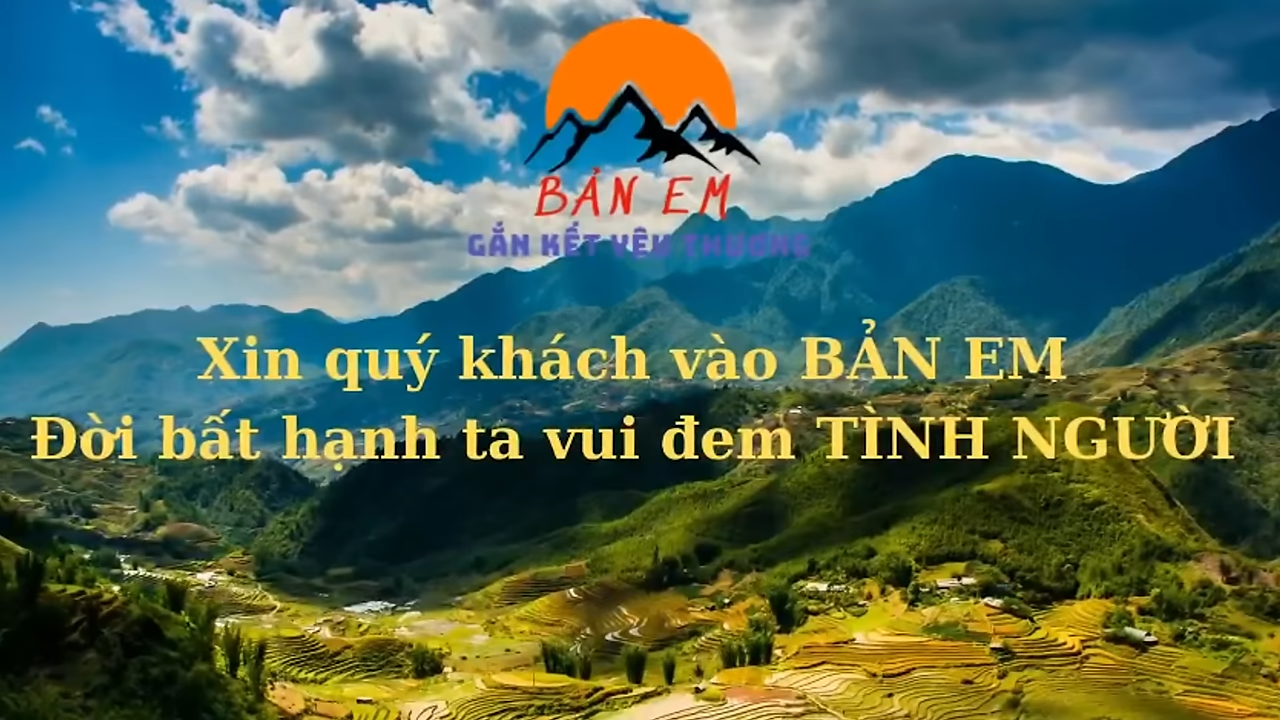 BẢN EM
GẮN KẾT YÊU THƯƠNG
Xin quý khách vào BẢN EM
Đời bất hạnh ta vui đem TÌNH NGƯỜI